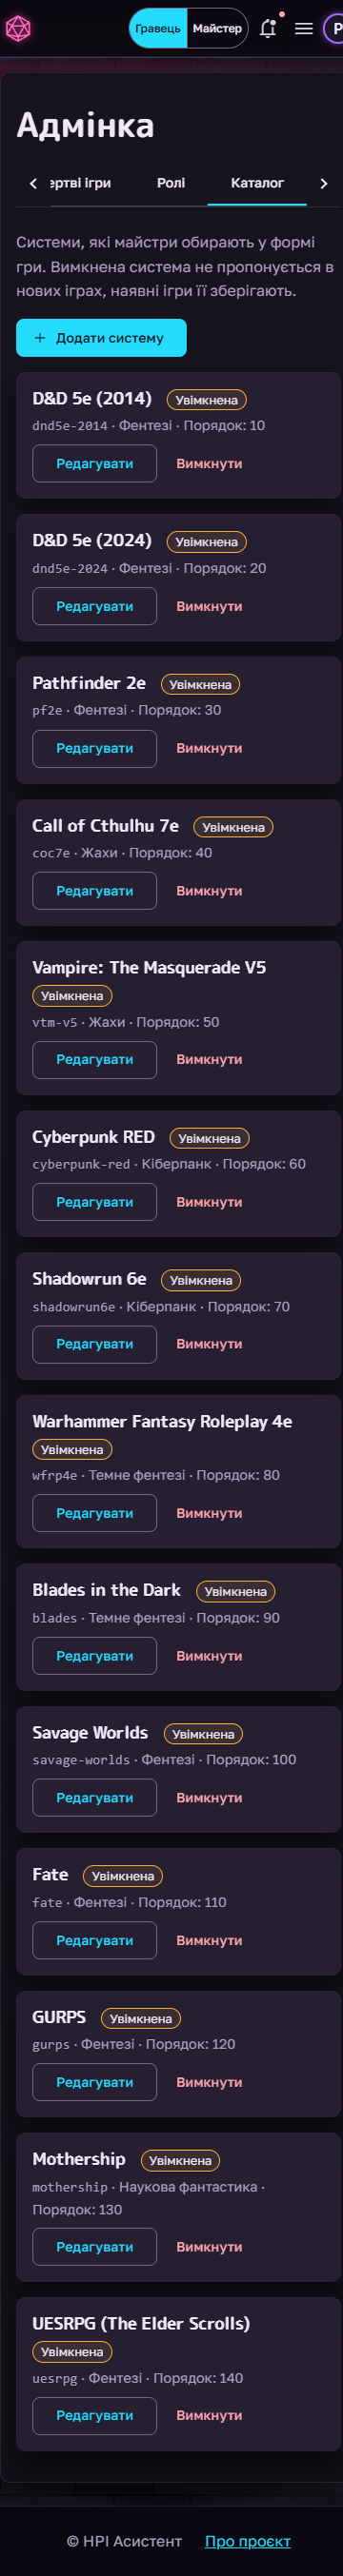 Гравець Майстер
Адмінка
ертві ігри Ролі Каталог
Системи, які майстри обирають у формі
гри. Вимкнена система не пропонується в
нових іграх, наявні ігри її зберігають.
+ Додати систему
D&D 5e (2014) Увімкнена
dnd5e-2014 · Фентезі · Порядок: 10
Редагувати Вимкнути
D&D 5e (2024) Увімкнена
dnd5e-2024 · Фентезі · Порядок: 20
Редагувати Вимкнути
Pathfinder 2e Увімкнена
pf2e · Фентезі · Порядок: 30
Редагувати Вимкнути
Call of Cthulhu 7e Увімкнена
coc7e · Жахи · Порядок: 40
Редагувати Вимкнути
Vampire: The Masquerade V5
Увімкнена
vtm-v5 · Жахи · Порядок: 50
Редагувати Вимкнути
Cyberpunk RED Увімкнена
cyberpunk-red · Кіберпанк · Порядок: 60
Редагувати Вимкнути
Shadowrun 6e Увімкнена
shadowrun6e · Кіберпанк · Порядок: 70
Редагувати Вимкнути
Warhammer Fantasy Roleplay 4e
Увімкнена
wfrp4e · Темне фентезі · Порядок: 80
Редагувати Вимкнути
Blades in the Dark Увімкнена
blades · Темне фентезі · Порядок: 90
Редагувати Вимкнути
Savage Worlds Увімкнена
savage-worlds · Фентезі · Порядок: 100
Редагувати Вимкнути
Fate Увімкнена
fate · Фентезі · Порядок: 110
Редагувати Вимкнути
GURPS Увімкнена
gurps · Фентезі · Порядок: 120
Редагувати Вимкнути
Mothership Увімкнена
mothership · Наукова фантастика ·
Порядок: 130
Редагувати Вимкнути
UESRPG (The Elder Scrolls)
Увімкнена
uesrpg · Фентезі · Порядок: 140
Редагувати Вимкнути
© НРІ Асистент Про проєкт